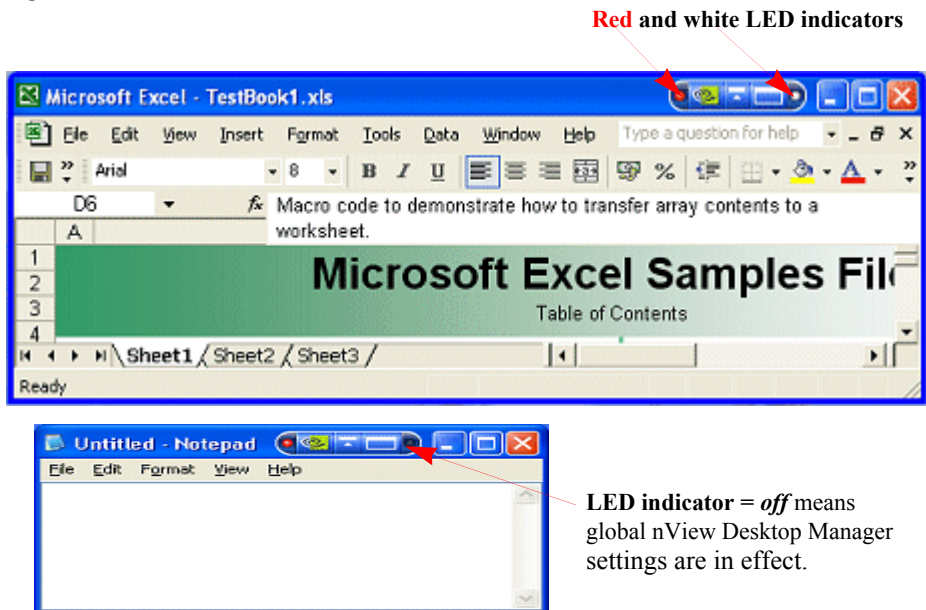 Red and white LED indicators
Microsoft Excel - TestBook1.xls
File Edit View Insert Format Tools Data Window Help Type a question for help
Arial 8 B I U %
D6 fx Macro code to demonstrate how to transfer array contents to a
worksheet.
A
1
2 Microsoft Excel Samples File
3 Table of Contents
4
Sheet1 Sheet2 Sheet3
Ready
Untitled - Notepad
File Edit Format View Help
LED indicator = off means
global nView Desktop Manager
settings are in effect.